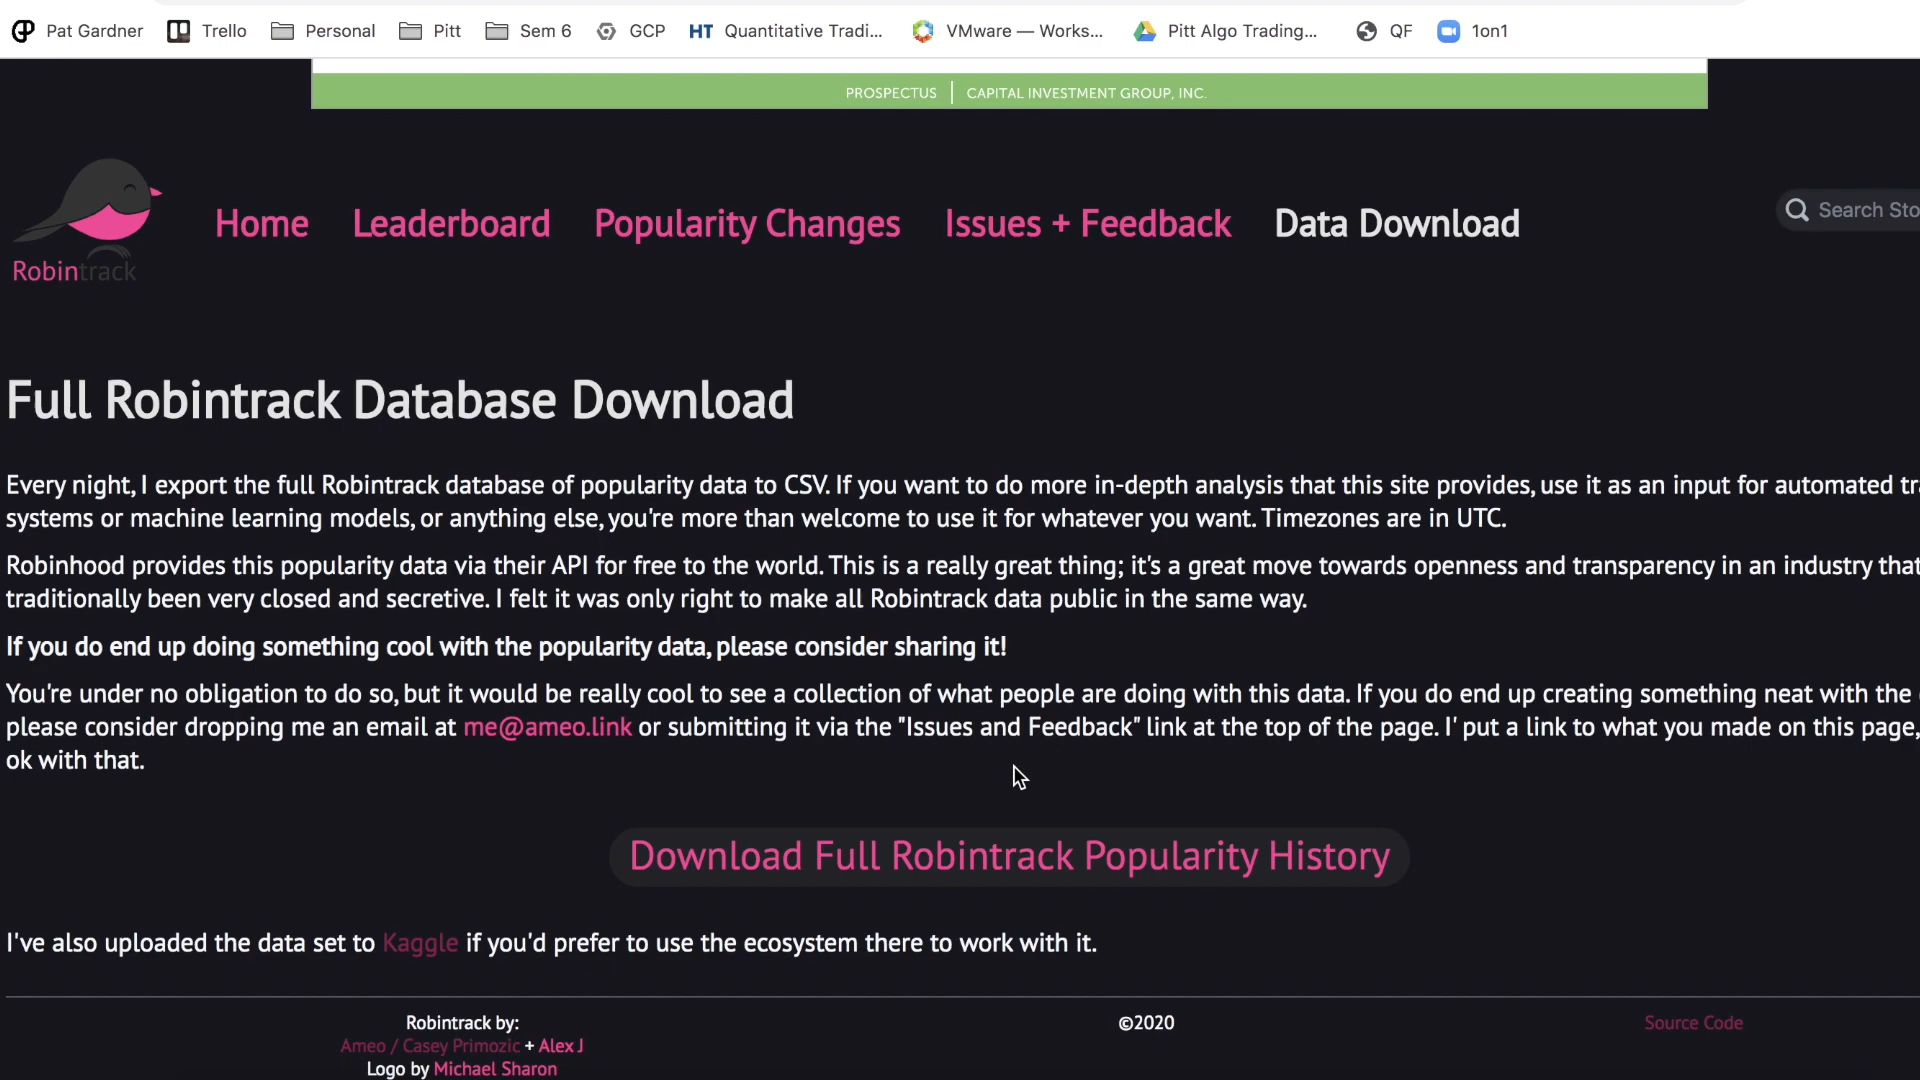 Pat Gardner Trello Personal Pitt Sem 6 GCP HT Quantitative Tradi... VMware — Works... Pitt Algo Trading... QF 1on1
PROSPECTUS | CAPITAL INVESTMENT GROUP, INC.
Home Leaderboard Popularity Changes Issues + Feedback Data Download
Search Sto
Robintrack
Full Robintrack Database Download
Every night, I export the full Robintrack database of popularity data to CSV. If you want to do more in-depth analysis that this site provides, use it as an input for automated tr
systems or machine learning models, or anything else, you're more than welcome to use it for whatever you want. Timezones are in UTC.
Robinhood provides this popularity data via their API for free to the world. This is a really great thing; it's a great move towards openness and transparency in an industry that
traditionally been very closed and secretive. I felt it was only right to make all Robintrack data public in the same way.
If you do end up doing something cool with the popularity data, please consider sharing it!
You're under no obligation to do so, but it would be really cool to see a collection of what people are doing with this data. If you do end up creating something neat with the
please consider dropping me an email at me@ameo.link or submitting it via the "Issues and Feedback" link at the top of the page. I' put a link to what you made on this page,
ok with that.
Download Full Robintrack Popularity History
I've also uploaded the data set to Kaggle if you'd prefer to use the ecosystem there to work with it.
Robintrack by:
Ameo / Casey Primozic + Alex J
Logo by Michael Sharon
©2020
Source Code